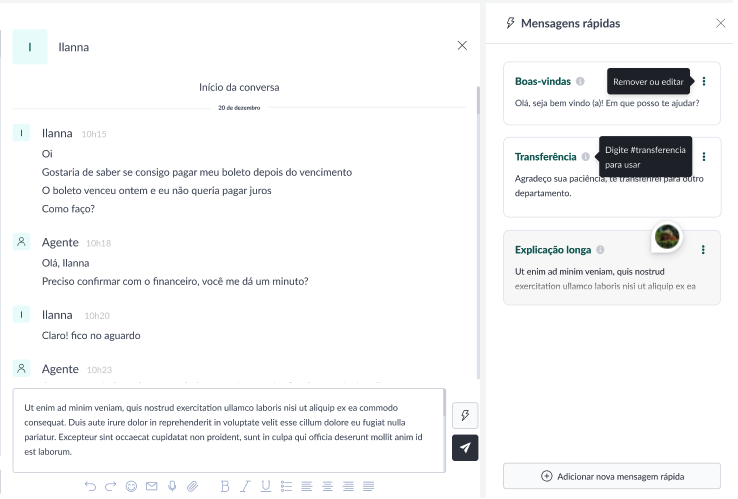 I
Ilanna
Início da conversa
20 de dezembro
I
Ilanna 10h15
Oi
Gostaria de saber se consigo pagar meu boleto depois do vencimento
O boleto venceu ontem e eu não queria pagar juros
Como faço?
Agente 10h18
Olá, Ilanna
Preciso confirmar com o financeiro, você me dá um minuto?
I
Ilanna 10h20
Claro! fico no aguardo
Agente 10h23
Ut enim ad minim veniam, quis nostrud exercitation ullamco laboris nisi ut aliquip ex ea commodo
consequat. Duis aute irure dolor in reprehenderit in voluptate velit esse cillum dolore eu fugiat nulla
pariatur. Excepteur sint occaecat cupidatat non proident, sunt in culpa qui officia deserunt mollit anim id
est laborum.
B I U
Mensagens rápidas
Boas-vindas
Remover ou editar
Olá, seja bem vindo (a)! Em que posso te ajudar?
Transferência
Digite #transferencia
para usar
Agradeço sua paciência, te transferirei para outro
departamento.
Explicação longa
Ut enim ad minim veniam, quis nostrud
exercitation ullamco laboris nisi ut aliquip ex ea
Adicionar nova mensagem rápida